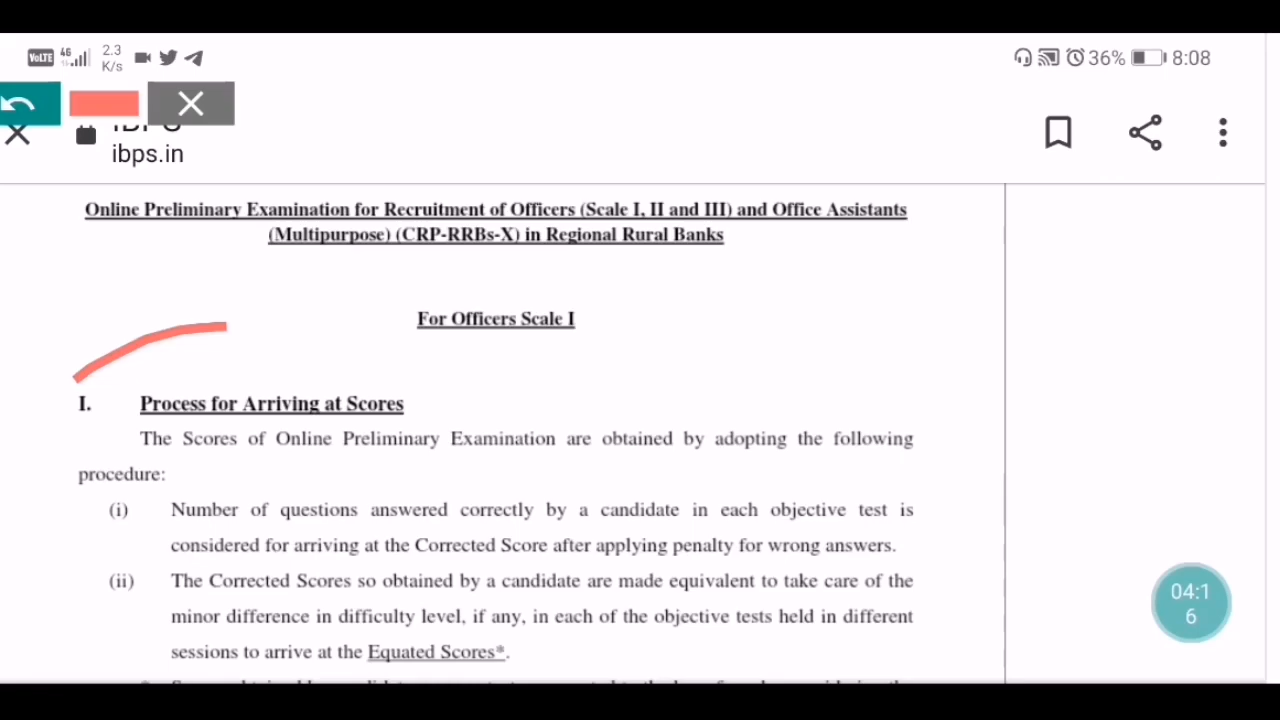 VoLTE 4G 2.3 36% 8:08
K/s
ibps.in
Online Preliminary Examination for Recruitment of Officers (Scale I, II and III) and Office Assistants
(Multipurpose) (CRP-RRBs-X) in Regional Rural Banks
For Officers Scale I
I. Process for Arriving at Scores
The Scores of Online Preliminary Examination are obtained by adopting the following
procedure:
(i) Number of questions answered correctly by a candidate in each objective test is
considered for arriving at the Corrected Score after applying penalty for wrong answers.
(ii) The Corrected Scores so obtained by a candidate are made equivalent to take care of the
minor difference in difficulty level, if any, in each of the objective tests held in different
sessions to arrive at the Equated Scores*.
04:1
6